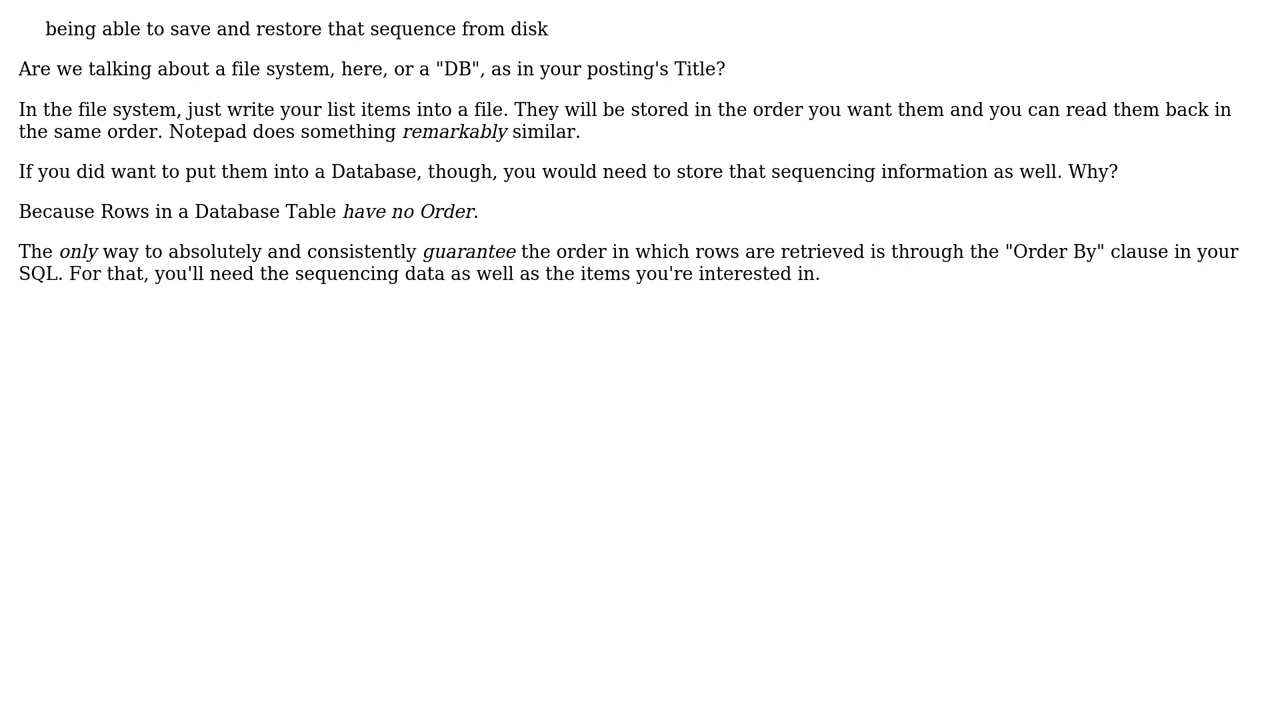 being able to save and restore that sequence from disk
Are we talking about a file system, here, or a "DB", as in your posting's Title?
In the file system, just write your list items into a file. They will be stored in the order you want them and you can read them back in
the same order. Notepad does something remarkably similar.
If you did want to put them into a Database, though, you would need to store that sequencing information as well. Why?
Because Rows in a Database Table have no Order.
The only way to absolutely and consistently guarantee the order in which rows are retrieved is through the "Order By" clause in your
SQL. For that, you'll need the sequencing data as well as the items you're interested in.